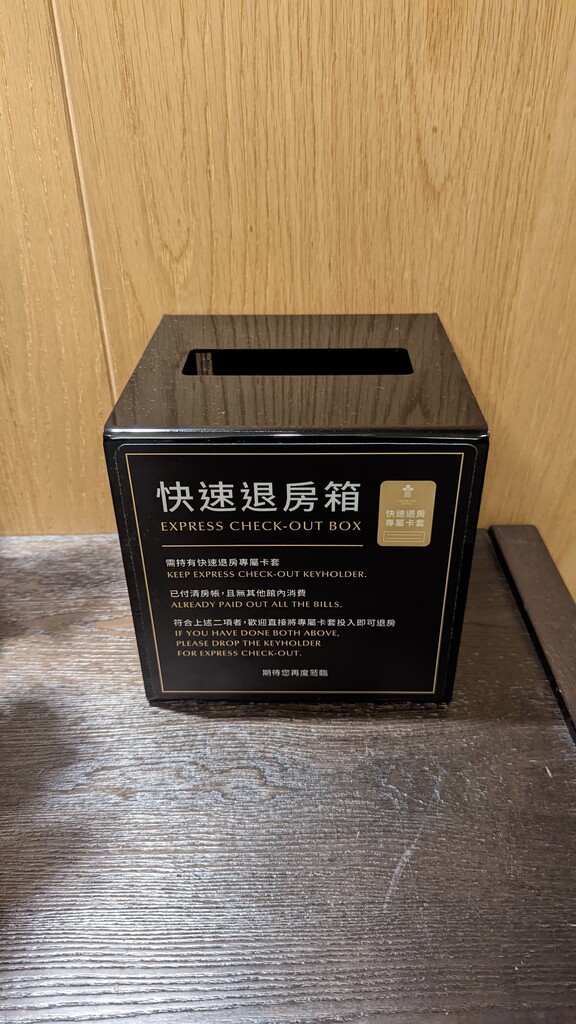 快速退房箱
EXPRESS CHECK-OUT BOX
快速退房
專屬卡套
需持有快速退房專屬卡套
KEEP EXPRESS CHECK-OUT KEYHOLDER.
已付清房帳，且無其他館內消費
ALREADY PAID OUT ALL THE BILLS.
符合上述二項者，歡迎直接將專屬卡套投入即可退房
IF YOU HAVE DONE BOTH ABOVE,
PLEASE DROP THE KEYHOLDER
FOR EXPRESS CHECK-OUT.
期待您再度蒞臨